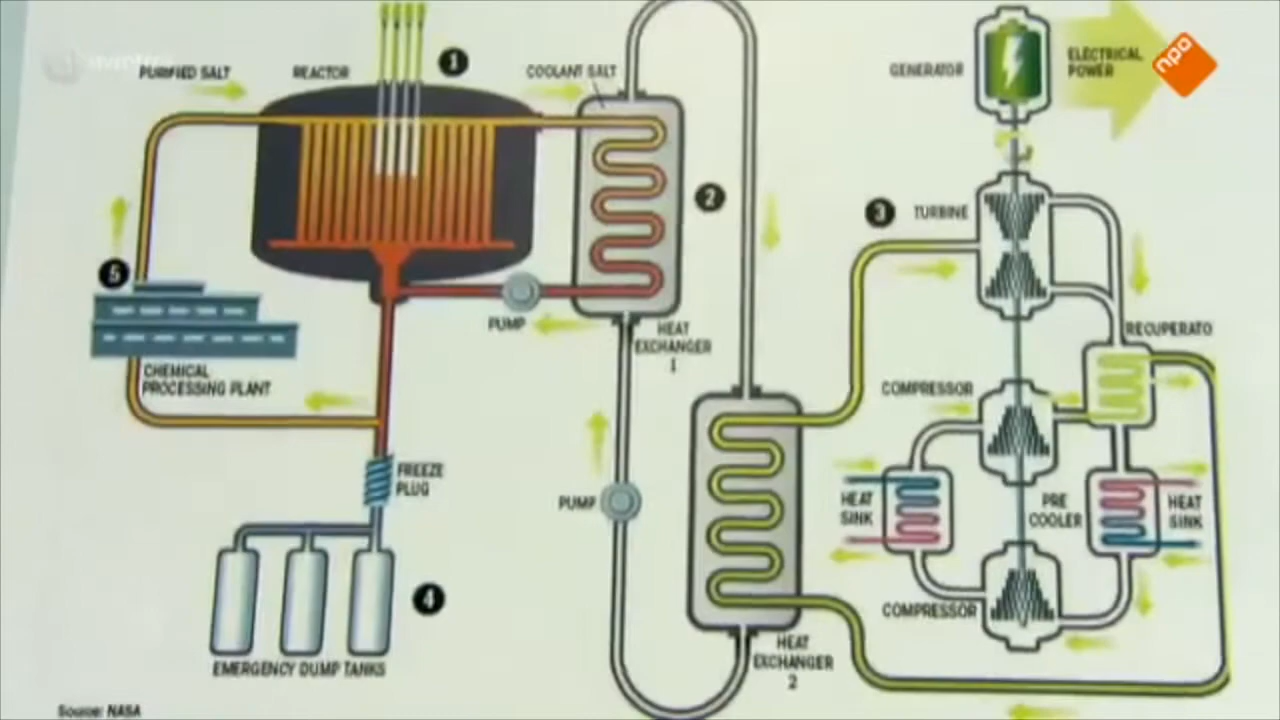 PURIFIED SALT
REACTOR
1
COOLANT SALT
GENERATOR
ELECTRICAL
POWER
npo
2
3
TURBINE
5
PUMP
HEAT
EXCHANGER
1
RECUPERATO
CHEMICAL
PROCESSING PLANT
COMPRESSOR
FREEZE
PLUG
PUMP
HEAT
SINK
PRE
COOLER
HEAT
SINK
4
COMPRESSOR
EMERGENCY DUMP TANKS
HEAT
EXCHANGER
2
Source: NASA